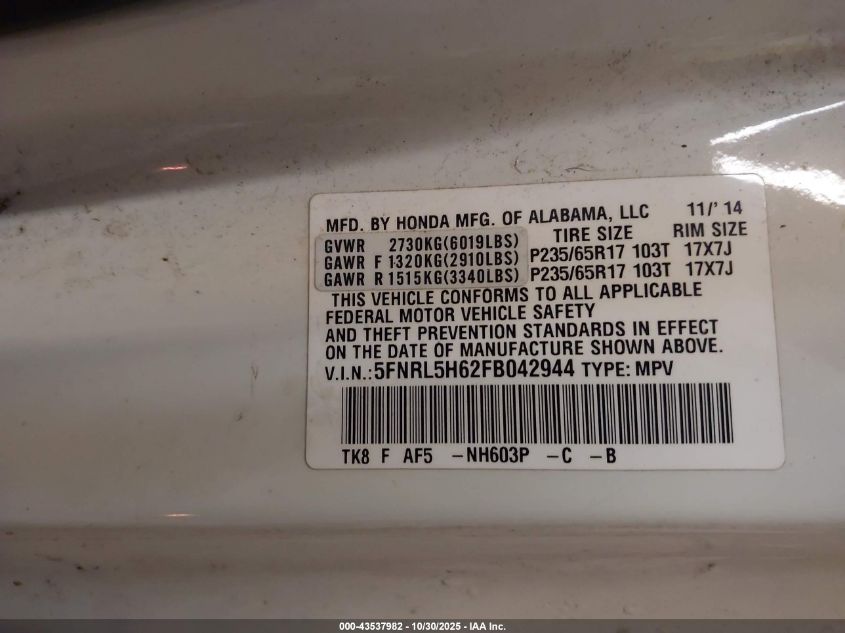 MFD. BY HONDA MFG. OF ALABAMA, LLC 11/'14
GVWR 2730KG(6019LBS) TIRE SIZE RIM SIZE
GAWR F 1320KG(2910LBS) P235/65R17 103T 17X7J
GAWR R 1515KG(3340LBS) P235/65R17 103T 17X7J
THIS VEHICLE CONFORMS TO ALL APPLICABLE
FEDERAL MOTOR VEHICLE SAFETY
AND THEFT PREVENTION STANDARDS IN EFFECT
ON THE DATE OF MANUFACTURE SHOWN ABOVE.
V.I.N.:5FNRL5H62FB042944 TYPE: MPV
TK8 F AF5 -NH603P -C -B
000-43537982 - 10/30/2025 - IAA Inc.